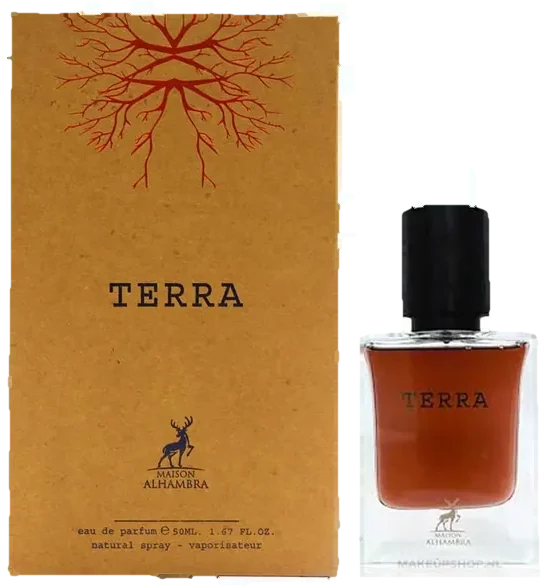 TERRA
MAISON
ALHAMBRA
eau de parfum ℮ 50ML. 1.67 FL.OZ.
natural spray - vaporisateur
TERRA
MAISON
ALHAMBRA
MAKEUPSHOP.NL